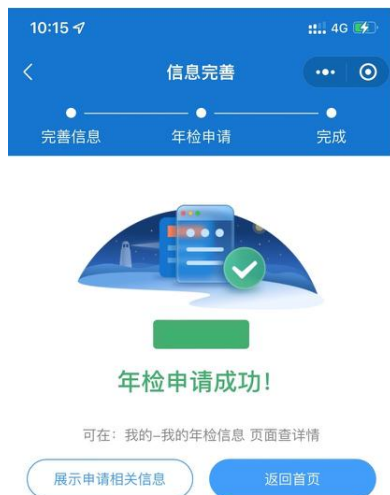 10:15 4G
信息完善
完善信息 年检申请 完成
年检申请成功!
可在：我的-我的年检信息 页面查详情
展示申请相关信息 返回首页